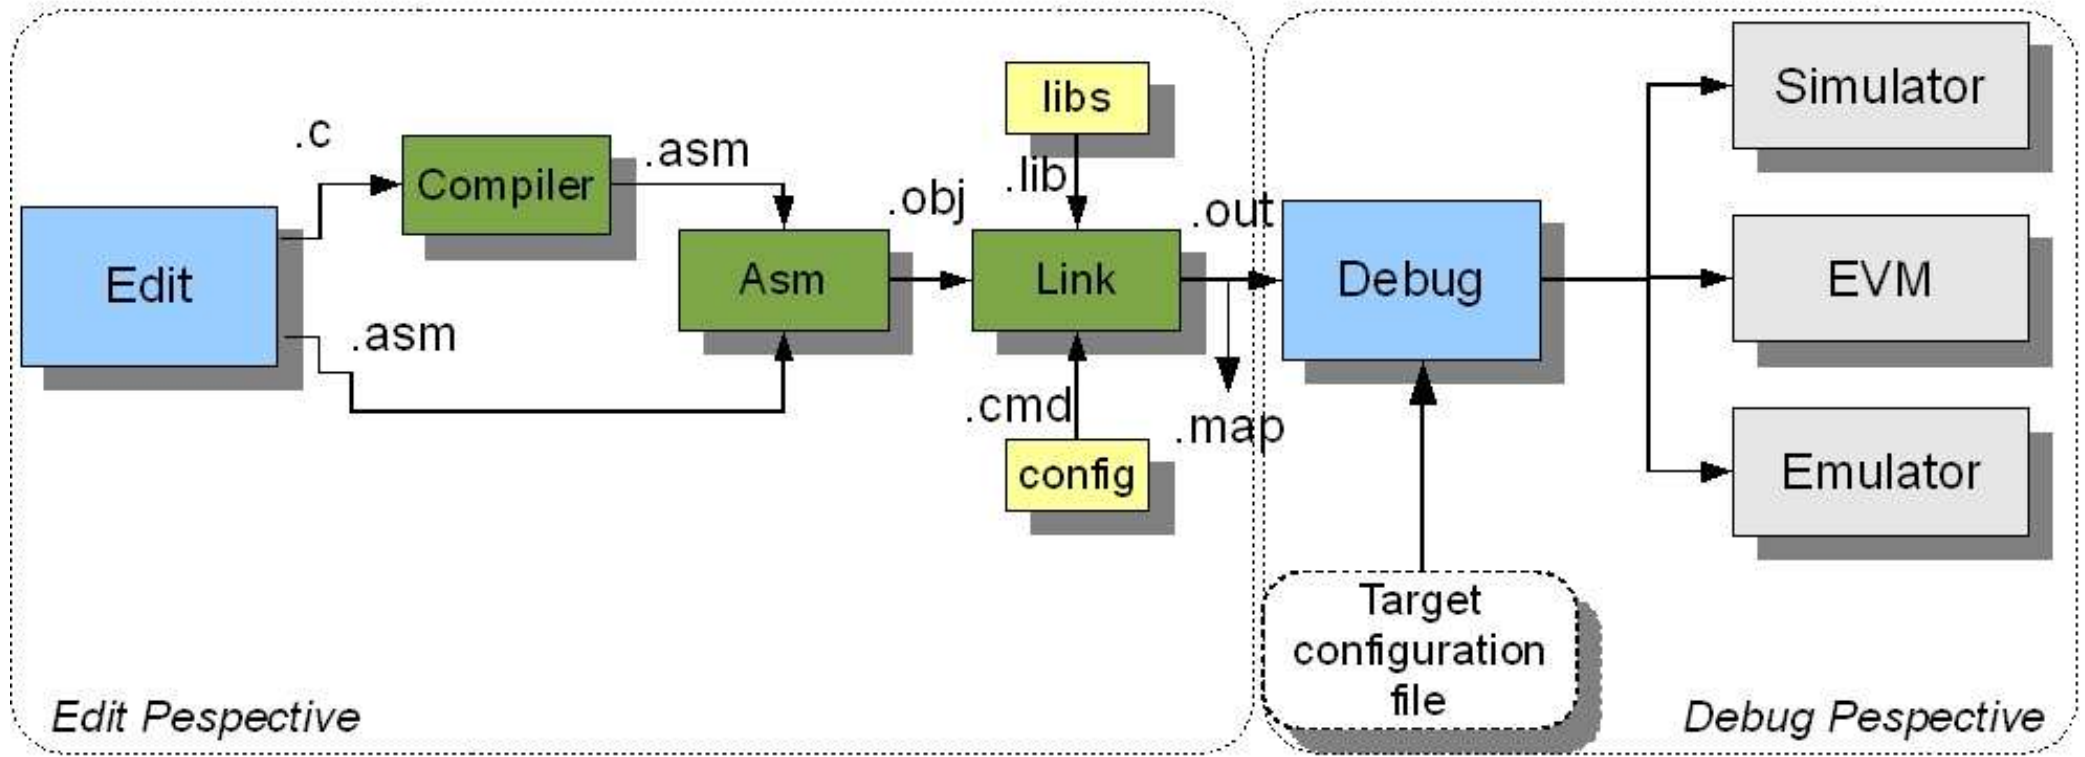 .c
Compiler
.asm
Edit
.asm
Asm
.obj
libs
.lib
Link
.out
.cmd
config
.map
Debug
Simulator
EVM
Emulator
Target
configuration
file
Edit Pespective
Debug Pespective